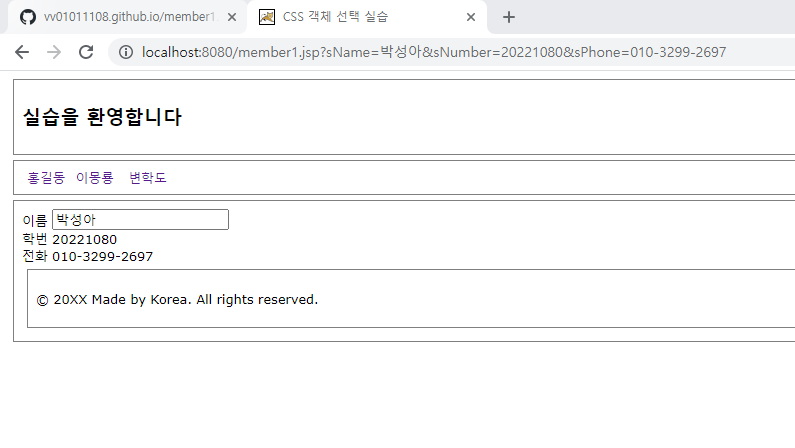 vv01011108.github.io/member1.
CSS 객체 선택 실습
localhost:8080/member1.jsp?sName=박성아&sNumber=20221080&sPhone=010-3299-2697
실습을 환영합니다
홍길동 이몽룡 변학도
이름 박성아
학번 20221080
전화 010-3299-2697
© 20XX Made by Korea. All rights reserved.